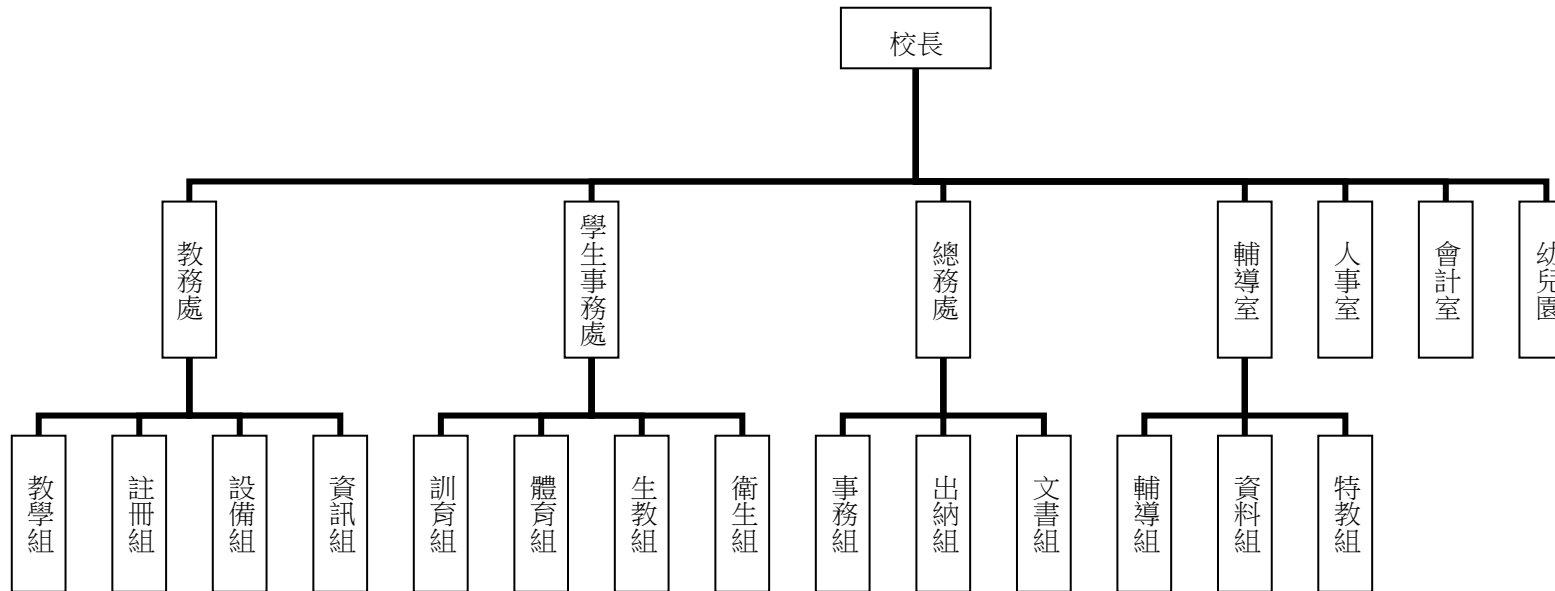 校長
教務處
學生事務處
總務處
輔導室
人事室
會計室
幼兒園
教學組
註冊組
設備組
資訊組
訓育組
體育組
生教組
衛生組
事務組
出納組
文書組
輔導組
資料組
特教組